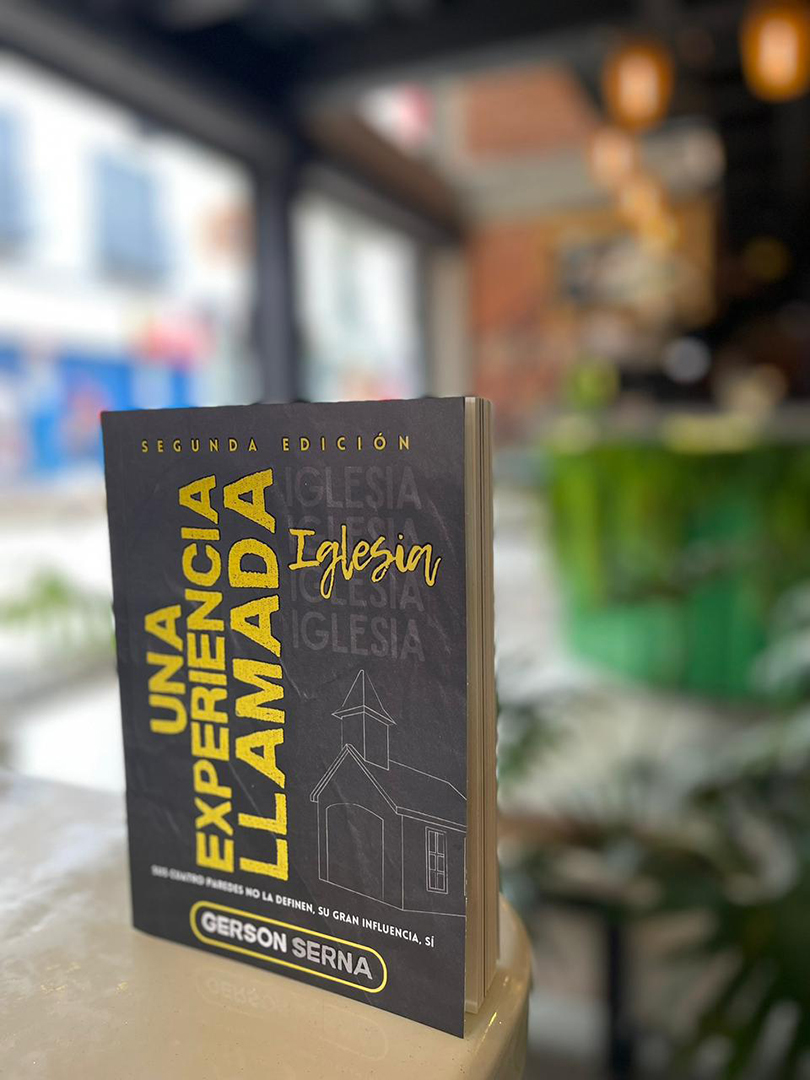 SEGUNDA EDICIÓN
UNA
EXPERIENCIA
LLAMADA
IGLESIA
IGLESIA
Iglesia
IGLESIA
IGLESIA
SUS CUATRO PAREDES NO LA DEFINEN, SU GRAN INFLUENCIA, SÍ
GERSON SERNA